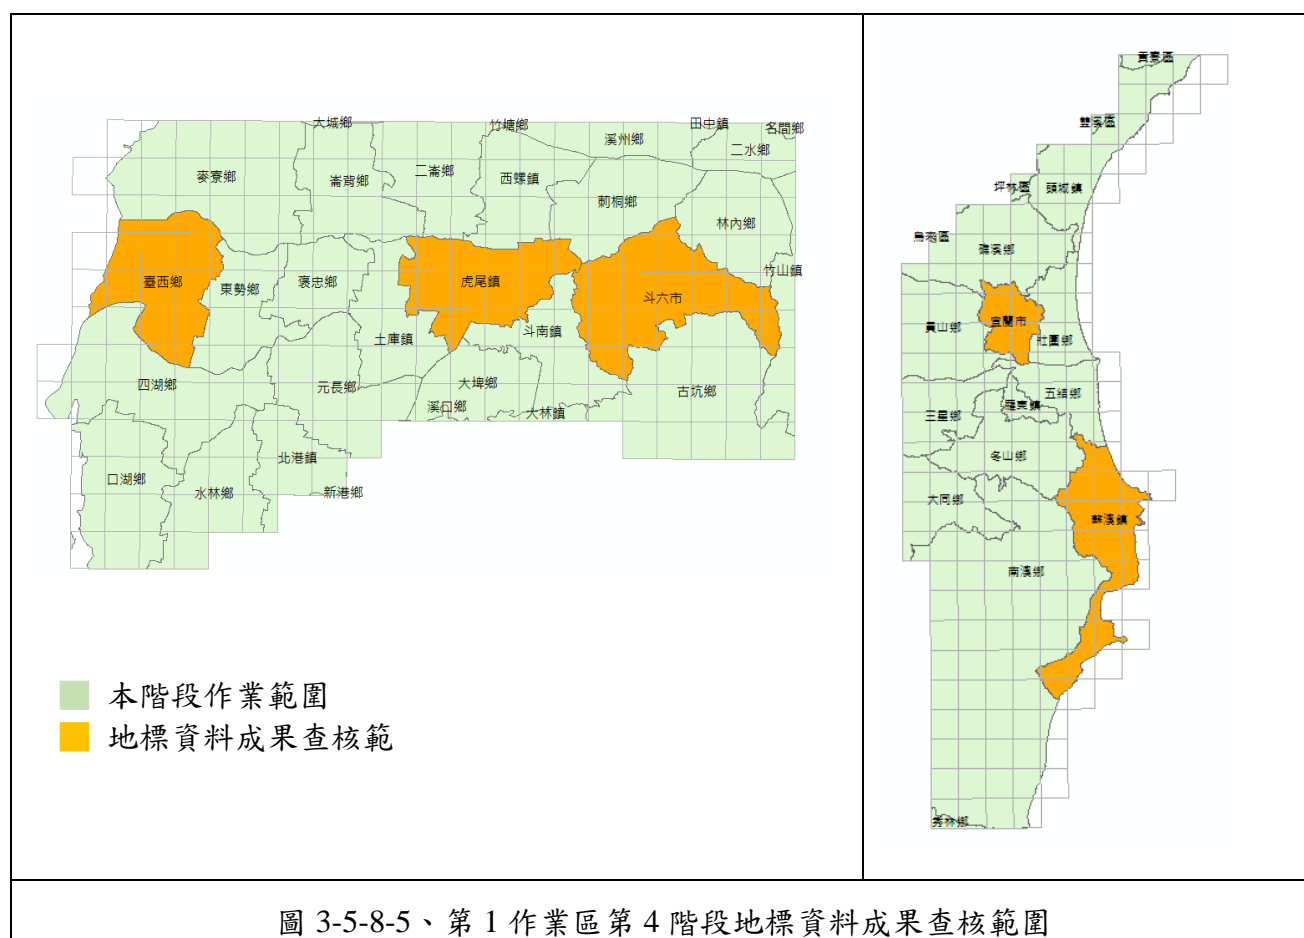 大城鄉
竹塘鄉
溪州鄉
田中鎮
名間鄉
二水鄉
麥寮鄉
崙背鄉
二崙鄉
西螺鎮
莿桐鄉
林內鄉
臺西鄉
東勢鄉
褒忠鄉
虎尾鎮
斗六市
竹山鎮
土庫鎮
斗南鎮
四湖鄉
元長鄉
大埤鄉
古坑鄉
溪口鄉
大林鎮
口湖鄉
水林鄉
北港鎮
新港鄉
本階段作業範圍
地標資料成果查核範
貢寮區
雙溪區
坪林區
頭城鎮
烏來區
礁溪鄉
員山鄉
宜蘭市
壯圍鄉
三星鄉
羅東鎮
五結鄉
冬山鄉
大同鄉
蘇澳鎮
南澳鄉
秀林鄉
圖 3-5-8-5、第 1 作業區第 4 階段地標資料成果查核範圍